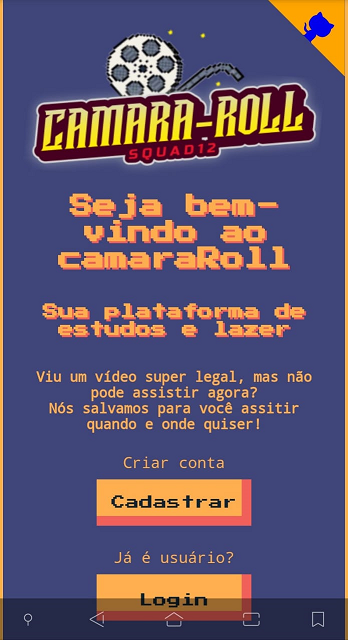 CAMARA-ROLL
SQUAD12
Seja bem-
vindo ao
camaraRoll
Sua plataforma de
estudos e lazer
Viu um vídeo super legal, mas não
pode assistir agora?
Nós salvamos para você assitir
quando e onde quiser!
Criar conta
Cadastrar
Já é usuário?
Login